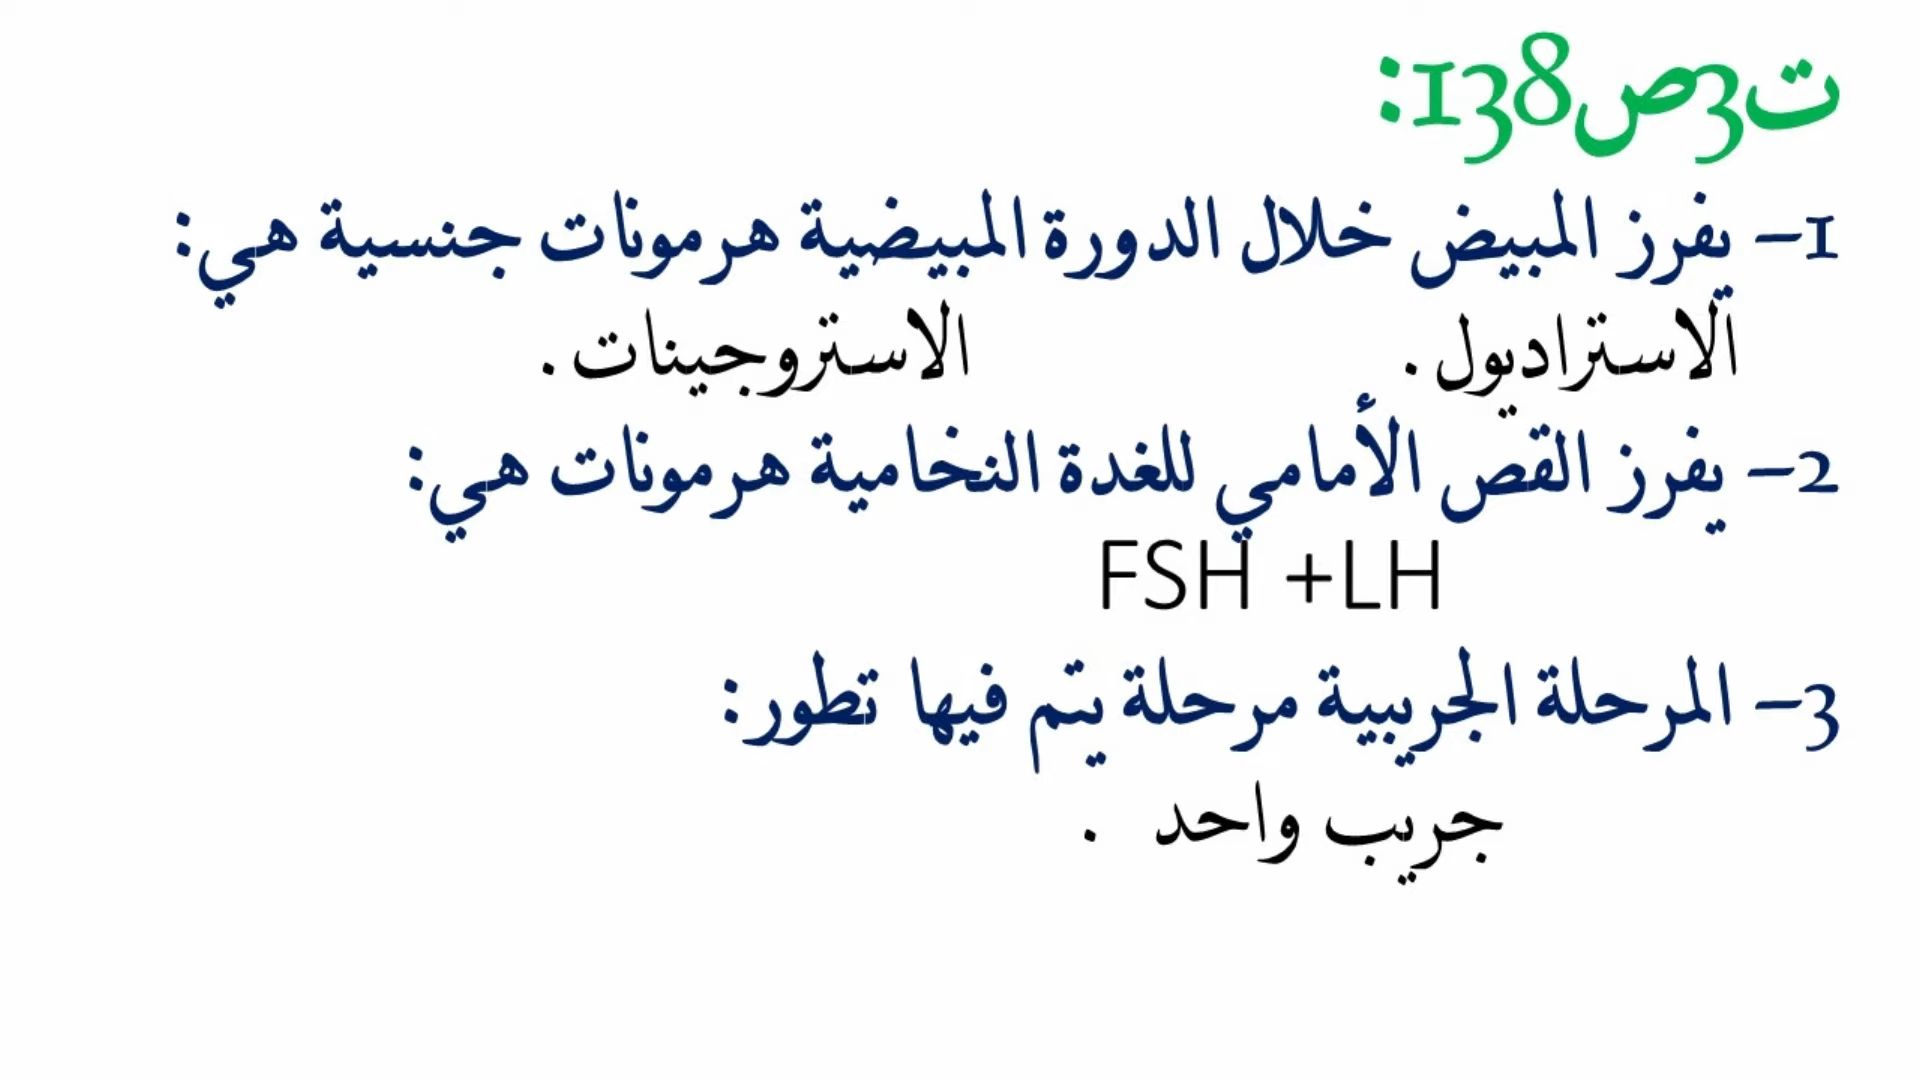 ت3ص138:
1– يفرز المبيض خلال الدورة المبيضية هرمونات جنسية هي:
الاستراديول . الاستروجينات .
2– يفرز القص الأمامي للغدة النخامية هرمونات هي:
FSH +LH
3– المرحلة الجريبية مرحلة يتم فيها تطور:
جريب واحد .